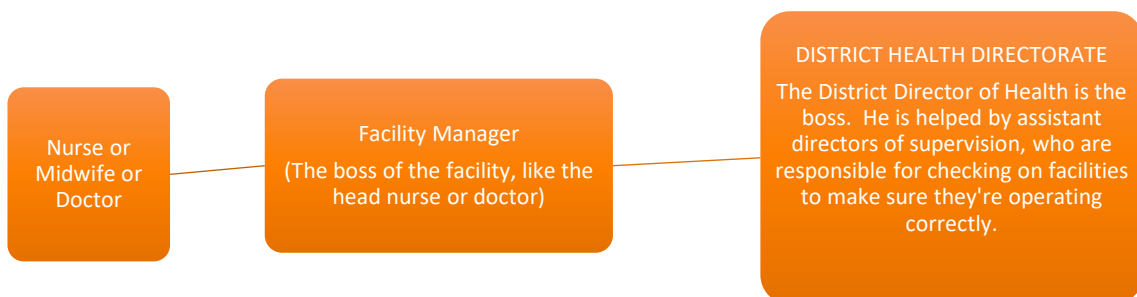 Nurse or
Midwife or
Doctor
Facility Manager
(The boss of the facility, like the
head nurse or doctor)
DISTRICT HEALTH DIRECTORATE
The District Director of Health is the
boss.  He is helped by assistant
directors of supervision, who are
responsible for checking on facilities
to make sure they're operating
correctly.